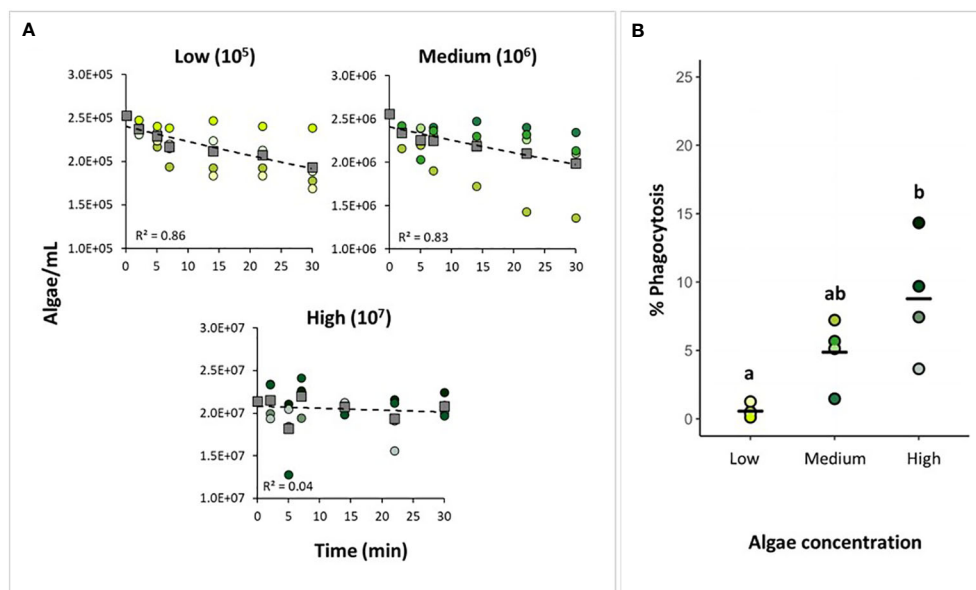 A
Low (10⁵)
3.0E+05
2.5E+05
2.0E+05
1.5E+05
1.0E+05
R² = 0.86
0 5 10 15 20 25 30
Medium (10⁶)
3.0E+06
2.5E+06
2.0E+06
1.5E+06
1.0E+06
R² = 0.83
0 5 10 15 20 25 30
Algae/mL
High (10⁷)
3.0E+07
2.5E+07
2.0E+07
1.5E+07
1.0E+07
R² = 0.04
0 5 10 15 20 25 30
Time (min)
B
% Phagocytosis
25
20
15
10
5
0
a
ab
b
Low Medium High
Algae concentration